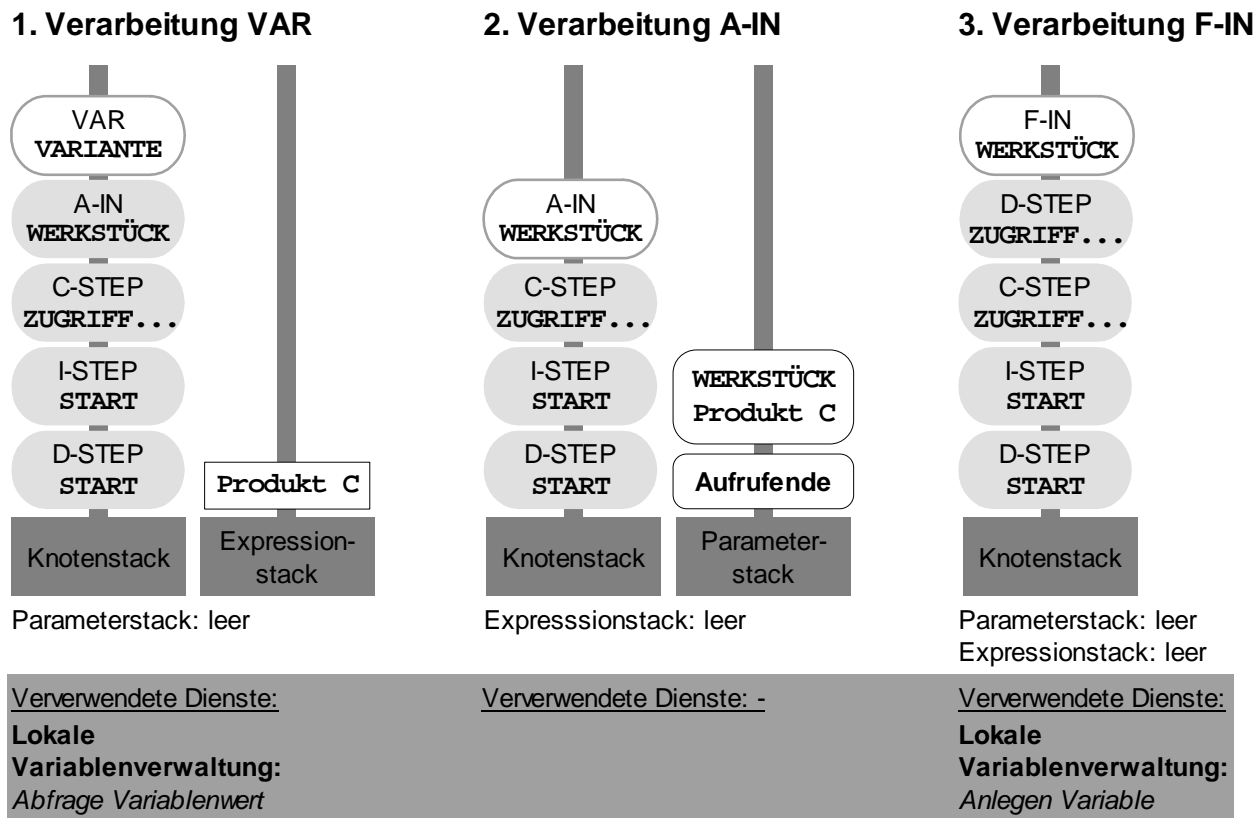 1. Verarbeitung VAR
VAR
VARIANTE
A-IN
WERKSTÜCK
C-STEP
ZUGRIFF...
I-STEP
START
D-STEP
START
Knotenstack
Produkt C
Expression-
stack
Parameterstack: leer
Ververwendete Dienste:
Lokale
Variablenverwaltung:
Abfrage Variablenwert
2. Verarbeitung A-IN
A-IN
WERKSTÜCK
C-STEP
ZUGRIFF...
I-STEP
START
D-STEP
START
Knotenstack
WERKSTÜCK
Produkt C
Aufrufende
Parameter-
stack
Expresssionstack: leer
Ververwendete Dienste: -
3. Verarbeitung F-IN
F-IN
WERKSTÜCK
D-STEP
ZUGRIFF...
C-STEP
ZUGRIFF...
I-STEP
START
D-STEP
START
Knotenstack
Parameterstack: leer
Expressionstack: leer
Ververwendete Dienste:
Lokale
Variablenverwaltung:
Anlegen Variable